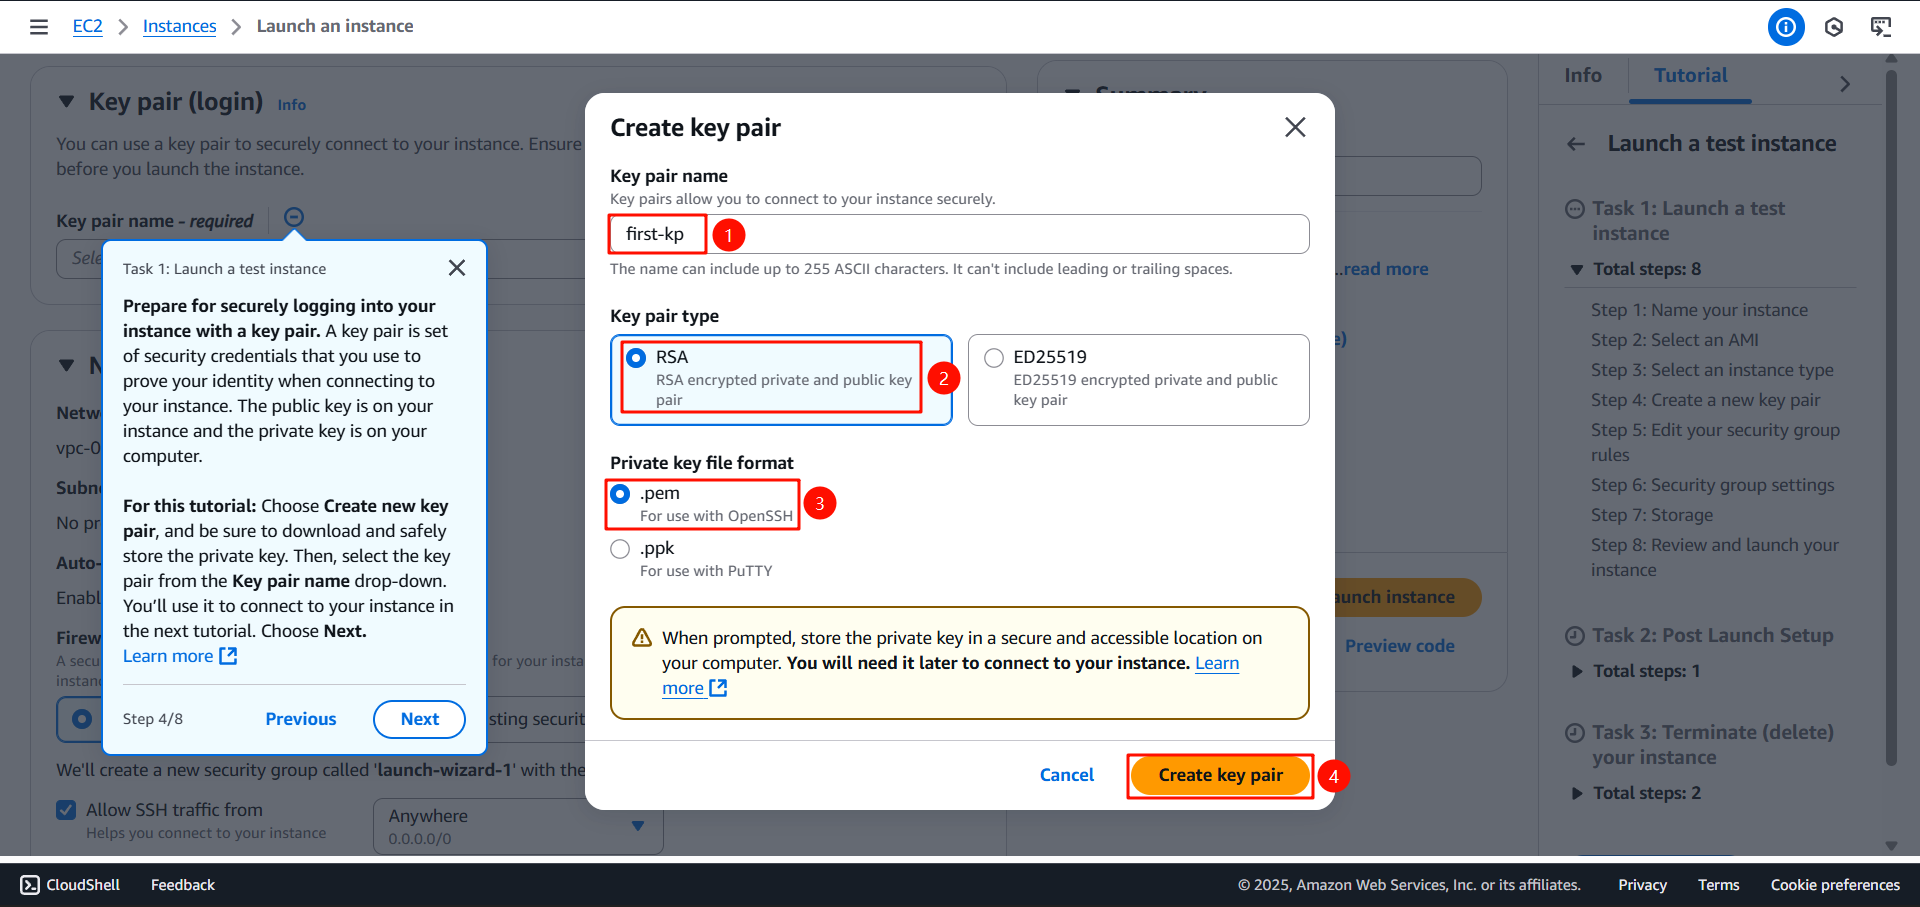 EC2 > Instances > Launch an instance
Key pair (login) Info
You can use a key pair to securely connect to your instance. Ensure
before you launch the instance.
Key pair name - required
Task 1: Launch a test instance
Prepare for securely logging into your
instance with a key pair. A key pair is set
of security credentials that you use to
prove your identity when connecting to
your instance. The public key is on your
instance and the private key is on your
computer.
For this tutorial: Choose Create new key
pair, and be sure to download and safely
store the private key. Then, select the key
pair from the Key pair name drop-down.
You'll use it to connect to your instance in
the next tutorial. Choose Next.
Learn more
Step 4/8
Previous
Next
vpc-0
No pr
Auto-
Enabl
Firew
A secu
for your insta
instanc
sting securit
We'll create a new security group called 'launch-wizard-1' with the
Allow SSH traffic from
Helps you connect to your instance
Anywhere
0.0.0.0/0
Create key pair
Key pair name
Key pairs allow you to connect to your instance securely.
first-kp
1
The name can include up to 255 ASCII characters. It can't include leading or trailing spaces.
Key pair type
RSA
RSA encrypted private and public key
pair
2
ED25519
ED25519 encrypted private and public
key pair
Private key file format
.pem
For use with OpenSSH
3
.ppk
For use with PuTTY
When prompted, store the private key in a secure and accessible location on
your computer. You will need it later to connect to your instance. Learn
more
Cancel
Create key pair
4
...read more
launch instance
Preview code
Info
Tutorial
Launch a test instance
Task 1: Launch a test
instance
Total steps: 8
Step 1: Name your instance
Step 2: Select an AMI
Step 3: Select an instance type
Step 4: Create a new key pair
Step 5: Edit your security group
rules
Step 6: Security group settings
Step 7: Storage
Step 8: Review and launch your
instance
Task 2: Post Launch Setup
Total steps: 1
Task 3: Terminate (delete)
your instance
Total steps: 2
CloudShell
Feedback
© 2025, Amazon Web Services, Inc. or its affiliates.
Privacy
Terms
Cookie preferences